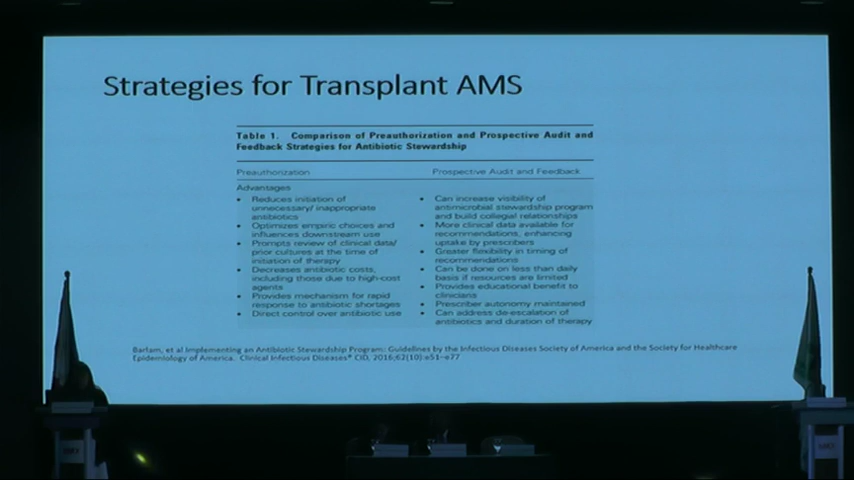 Strategies for Transplant AMS
Table 1. Comparison of Preauthorization and Prospective Audit and
Feedback Strategies for Antibiotic Stewardship
Preauthorization
Prospective Audit and Feedback
Advantages
• Reduces initiation of
unnecessary/ inappropriate
antibiotics
• Optimizes empiric choices and
influences downstream use
• Prompts review of clinical data/
prior cultures at the time of
initiation of therapy
• Decreases antibiotic costs,
including those due to high-cost
agents
• Provides mechanism for rapid
response to antibiotic shortages
• Direct control over antibiotic use
• Can increase visibility of
antimicrobial stewardship program
and build collegial relationships
• More clinical data available for
recommendations, enhancing
uptake by prescribers
• Greater flexibility in timing of
recommendations
• Can be done on less than daily
basis if resources are limited
• Provides educational benefit to
clinicians
• Prescriber autonomy maintained
• Can address de-escalation of
antibiotics and duration of therapy
Barlam, et al Implementing an Antibiotic Stewardship Program: Guidelines by the Infectious Diseases Society of America and the Society for Healthcare
Epidemiology of America. Clinical Infectious Diseases® CID, 2016;62(10):e51–e77